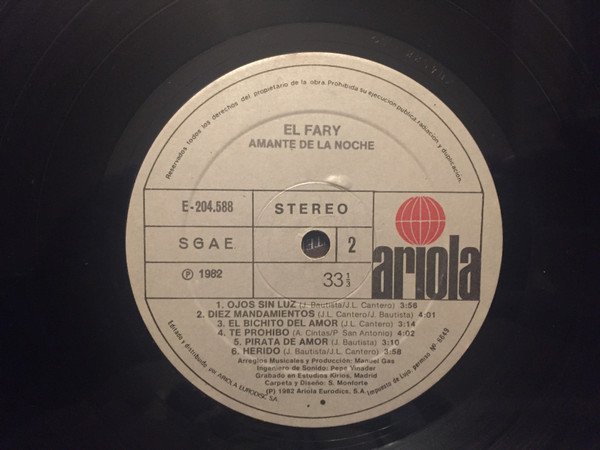 Reservados todos los derechos del propietario de la obra. Prohibida su ejecución pública, radiación y duplicación.
EL FARY
AMANTE DE LA NOCHE
E-204.588
STEREO
SGAE
2
ariola
Ⓟ 1982
33 1/3
1. OJOS SIN LUZ (J. Bautista/J.L. Cantero) 3:58
2. DIEZ MANDAMIENTOS (J.L. Cantero/J. Bautista) 4:01
3. EL BICHITO DEL AMOR (J.L. Cantero) 3:14
4. TE PROHIBO (A. Cintas/P. San Antonio) 4:02
5. PIRATA DE AMOR (J. Bautista) 3:10
6. HERIDO (J. Bautista/J.L. Cantero) 3:58
Arreglos Musicales y Producción: Manuel Gas
Ingeniero de Sonido: Pepe Vinader
Grabado en Estudios Kirios, Madrid
Carpeta y Diseño: S. Monforte
(P) 1982 Ariola Eurodisc, S.A.
Editado y distribuido por ARIOLA EURODISC S.A.
Impuesto de Lujo, permiso Nº 8649